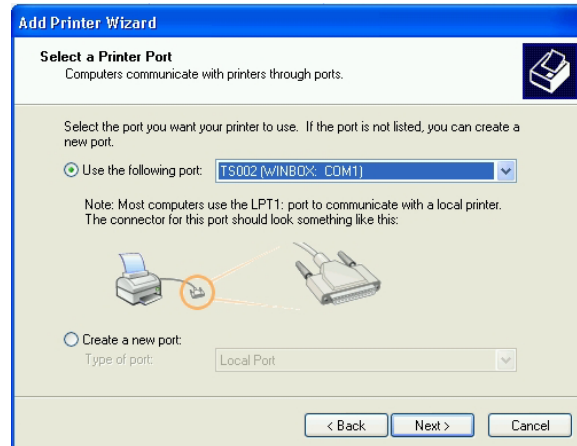 Add Printer Wizard
Select a Printer Port
Computers communicate with printers through ports.
Select the port you want your printer to use. If the port is not listed, you can create a
new port.
Use the following port: TS002 (WINBOX: COM1)
Note: Most computers use the LPT1: port to communicate with a local printer.
The connector for this port should look something like this:
Create a new port:
Type of port: Local Port
< Back Next > Cancel